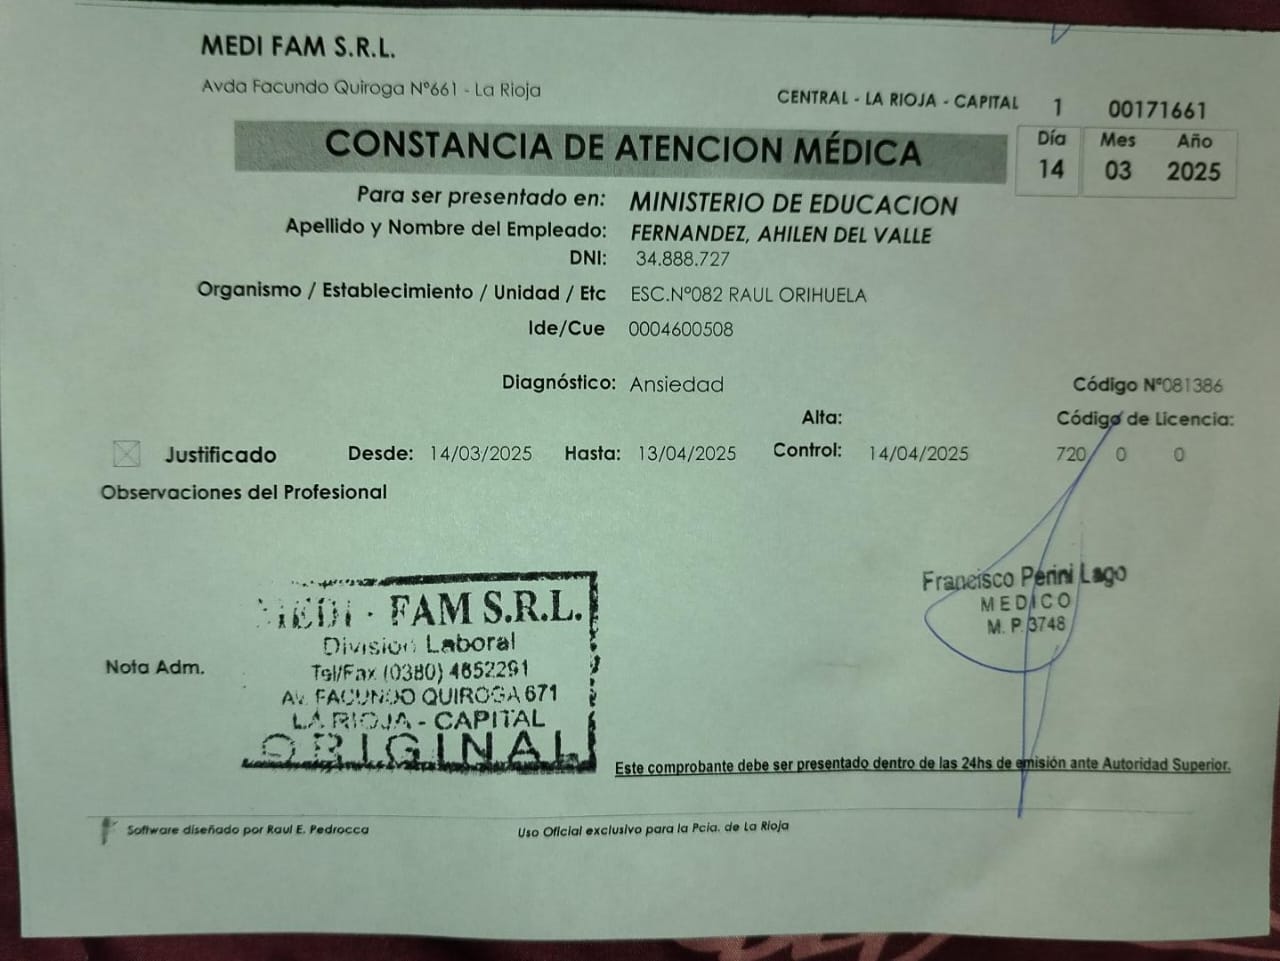 MEDI FAM S.R.L.
Avda Facundo Quiroga Nº661 - La Rioja
CENTRAL - LA RIOJA - CAPITAL 1 00171661
CONSTANCIA DE ATENCION MÉDICA
Día Mes Año
14 03 2025
Para ser presentado en: MINISTERIO DE EDUCACION
Apellido y Nombre del Empleado: FERNANDEZ, AHILEN DEL VALLE
DNI: 34.888.727
Organismo / Establecimiento / Unidad / Etc ESC.Nº082 RAUL ORIHUELA
Ide/Cue 0004600508
Diagnóstico: Ansiedad Código Nº081386
Alta: Código de Licencia:
Justificado Desde: 14/03/2025 Hasta: 13/04/2025 Control: 14/04/2025 720 0 0
Observaciones del Profesional
MEDI - FAM S.R.L.
División Laboral
Tel/Fax (0380) 4652291
AV. FACUNDO QUIROGA 671
LA RIOJA - CAPITAL
ORIGINAL
Francisco Perini Lago
MEDICO
M. P. 3748
Nota Adm.
Este comprobante debe ser presentado dentro de las 24hs de emisión ante Autoridad Superior.
Software diseñado por Raul E. Pedrocca
Uso Oficial exclusivo para la Pcia. de La Rioja